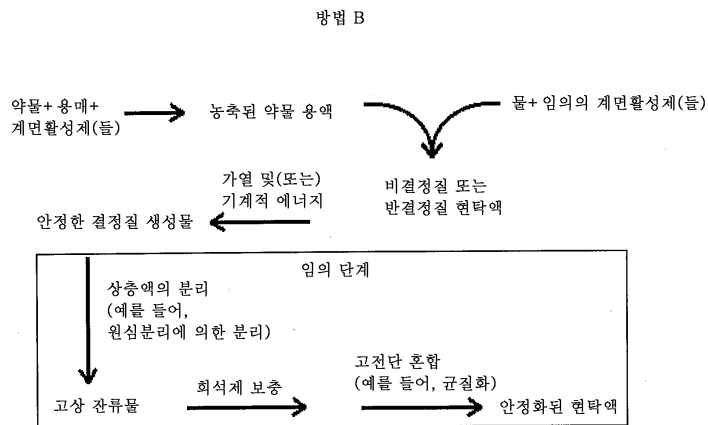 방법 B
약물+용매+
계면활성제(들)
농축된 약물 용액
물+임의의 계면활성제(들)
비결정질 또는
반결정질 현탁액
가열 및(또는)
기계적 에너지
안정한 결정질 생성물
임의 단계
상층액의 분리
(예를 들어,
원심분리에 의한 분리)
고상 잔류물
희석제 보충
고전단 혼합
(예를 들어, 균질화)
안정화된 현탁액